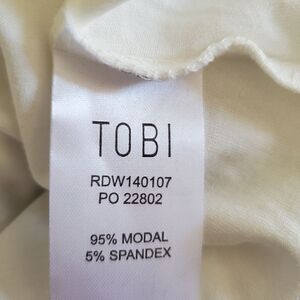 TOBI
RDW140107
PO 22802
95% MODAL
5% SPANDEX